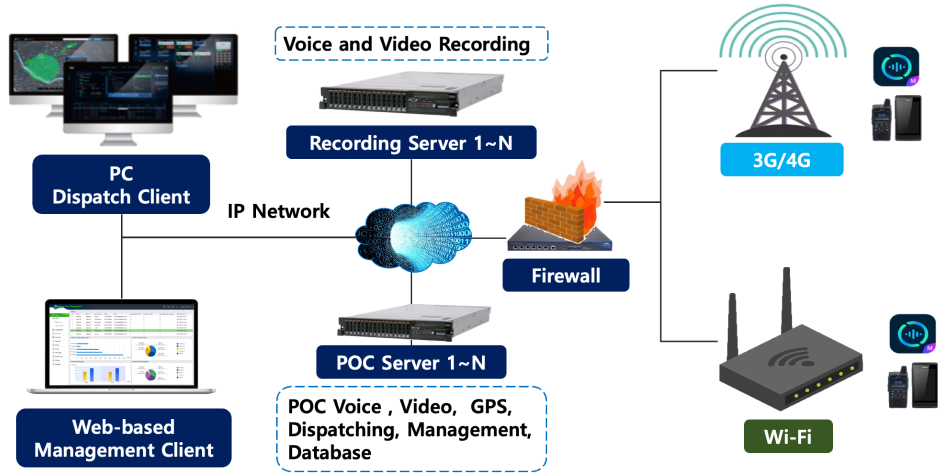 Voice and Video Recording
Recording Server 1~N
PC
Dispatch Client
IP Network
3G/4G
Firewall
POC Server 1~N
POC Voice , Video, GPS,
Dispatching, Management,
Database
Web-based
Management Client
Wi-Fi
M
M